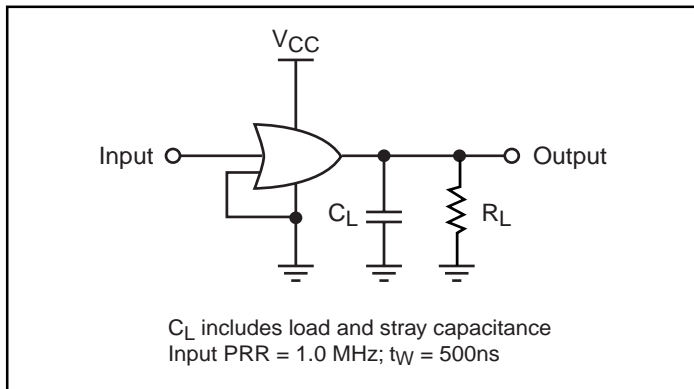 VCC
Input
Output
CL
RL
CL includes load and stray capacitance
Input PRR = 1.0 MHz; tW = 500ns